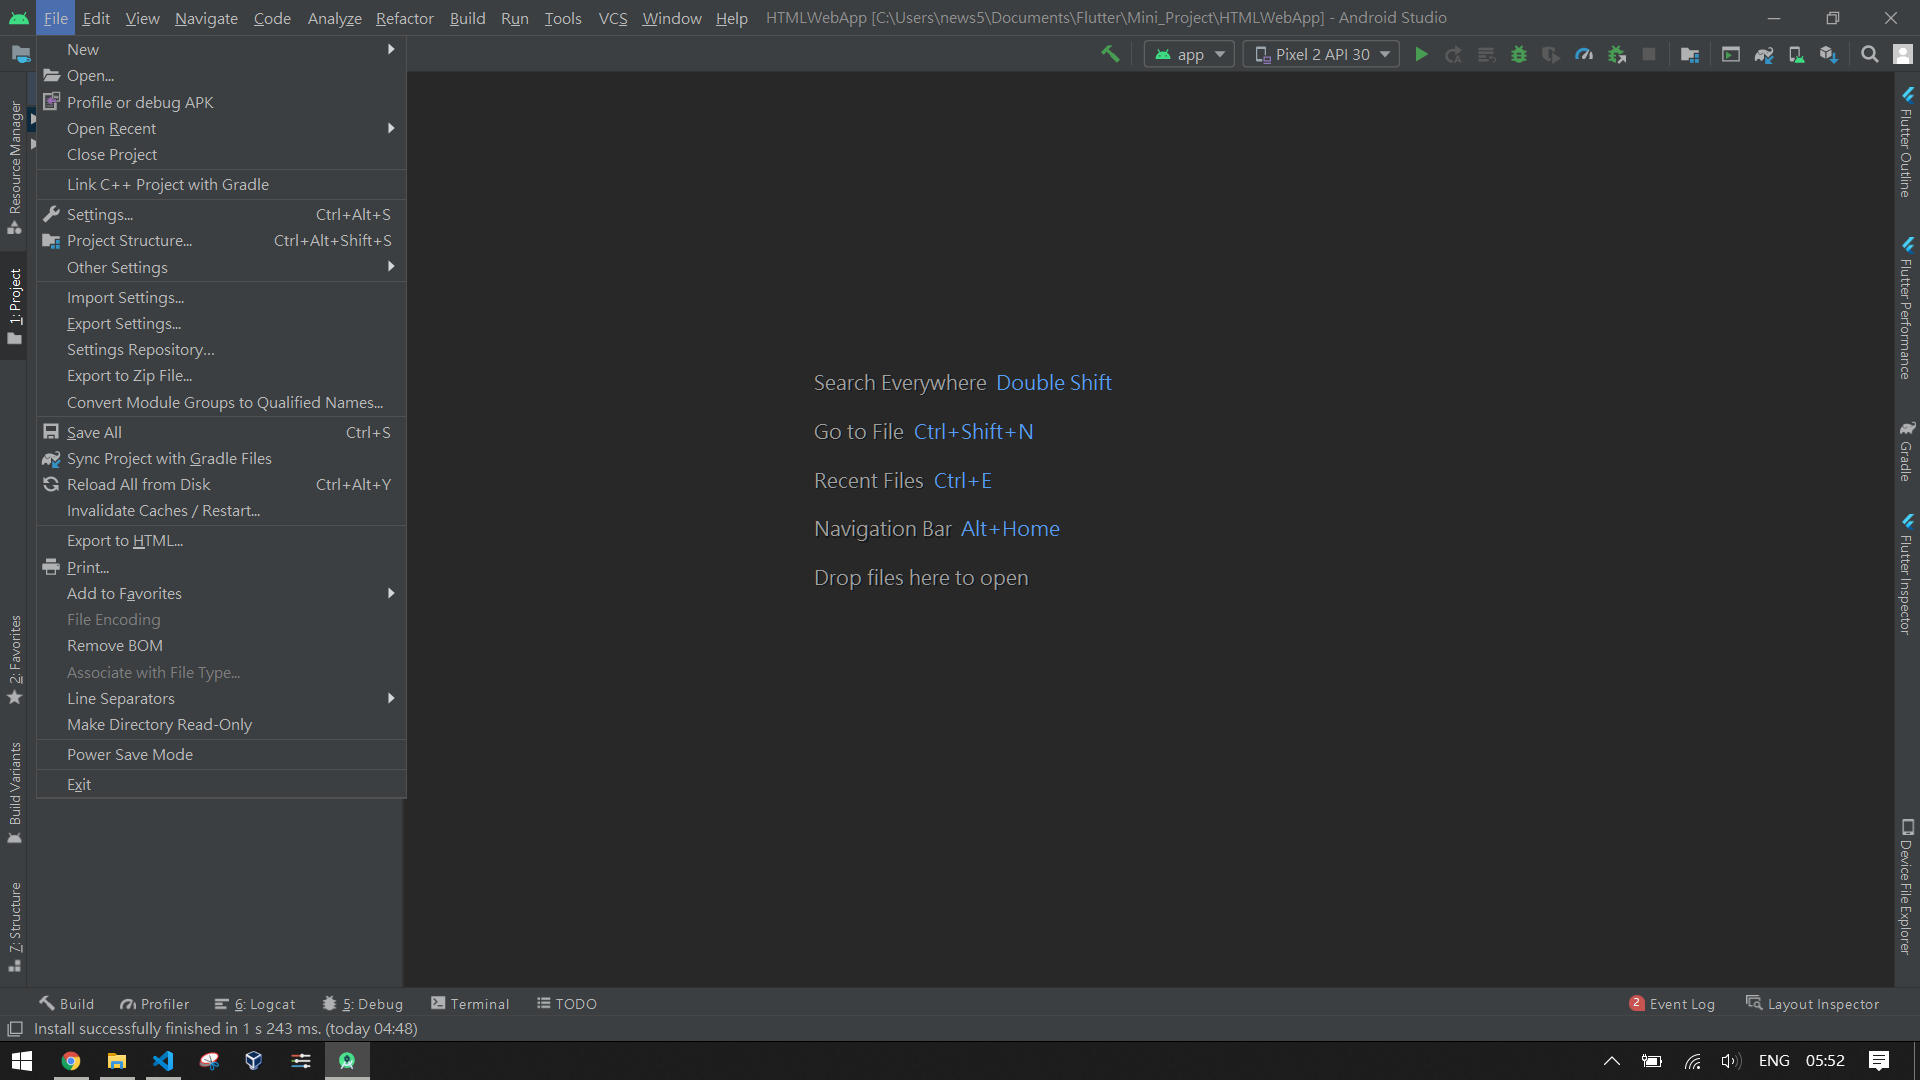 File Edit View Navigate Code Analyze Refactor Build Run Tools VCS Window Help HTMLWebApp [C:\Users\news5\Documents\Flutter\Mini_Project\HTMLWebApp] - Android Studio
app Pixel 2 API 30
New
Open...
Profile or debug APK
Open Recent
Close Project
Link C++ Project with Gradle
Settings... Ctrl+Alt+S
Project Structure... Ctrl+Alt+Shift+S
Other Settings
Import Settings...
Export Settings...
Settings Repository...
Export to Zip File...
Convert Module Groups to Qualified Names...
Save All Ctrl+S
Sync Project with Gradle Files
Reload All from Disk Ctrl+Alt+Y
Invalidate Caches / Restart...
Export to HTML...
Print...
Add to Favorites
File Encoding
Remove BOM
Associate with File Type...
Line Separators
Make Directory Read-Only
Power Save Mode
Exit
Resource Manager
1: Project
2: Favorites
Build Variants
7: Structure
Search Everywhere Double Shift
Go to File Ctrl+Shift+N
Recent Files Ctrl+E
Navigation Bar Alt+Home
Drop files here to open
Flutter Outline
Flutter Performance
Gradle
Flutter Inspector
Device File Explorer
Build Profiler 6: Logcat 5: Debug Terminal TODO 2 Event Log Layout Inspector
Install successfully finished in 1 s 243 ms. (today 04:48)
ENG 05:52